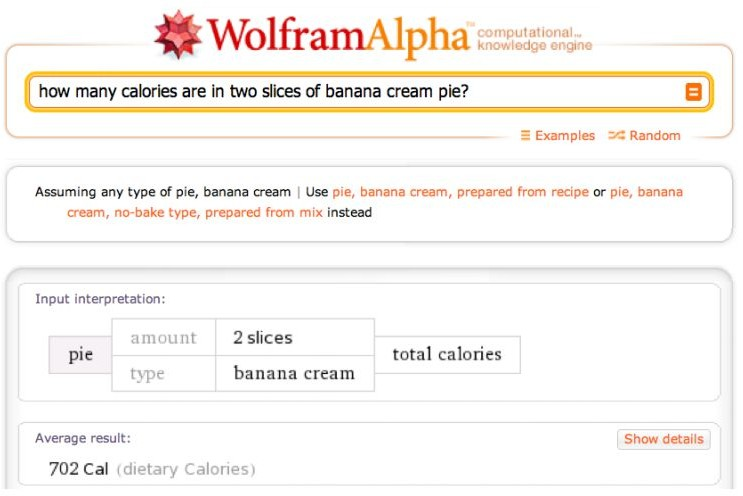 WolframAlpha™ computational...
knowledge engine
how many calories are in two slices of banana cream pie?
Examples Random
Assuming any type of pie, banana cream | Use pie, banana cream, prepared from recipe or pie, banana
cream, no-bake type, prepared from mix instead
Input interpretation:
pie
amount 2 slices
type banana cream
total calories
Average result:
Show details
702 Cal (dietary Calories)